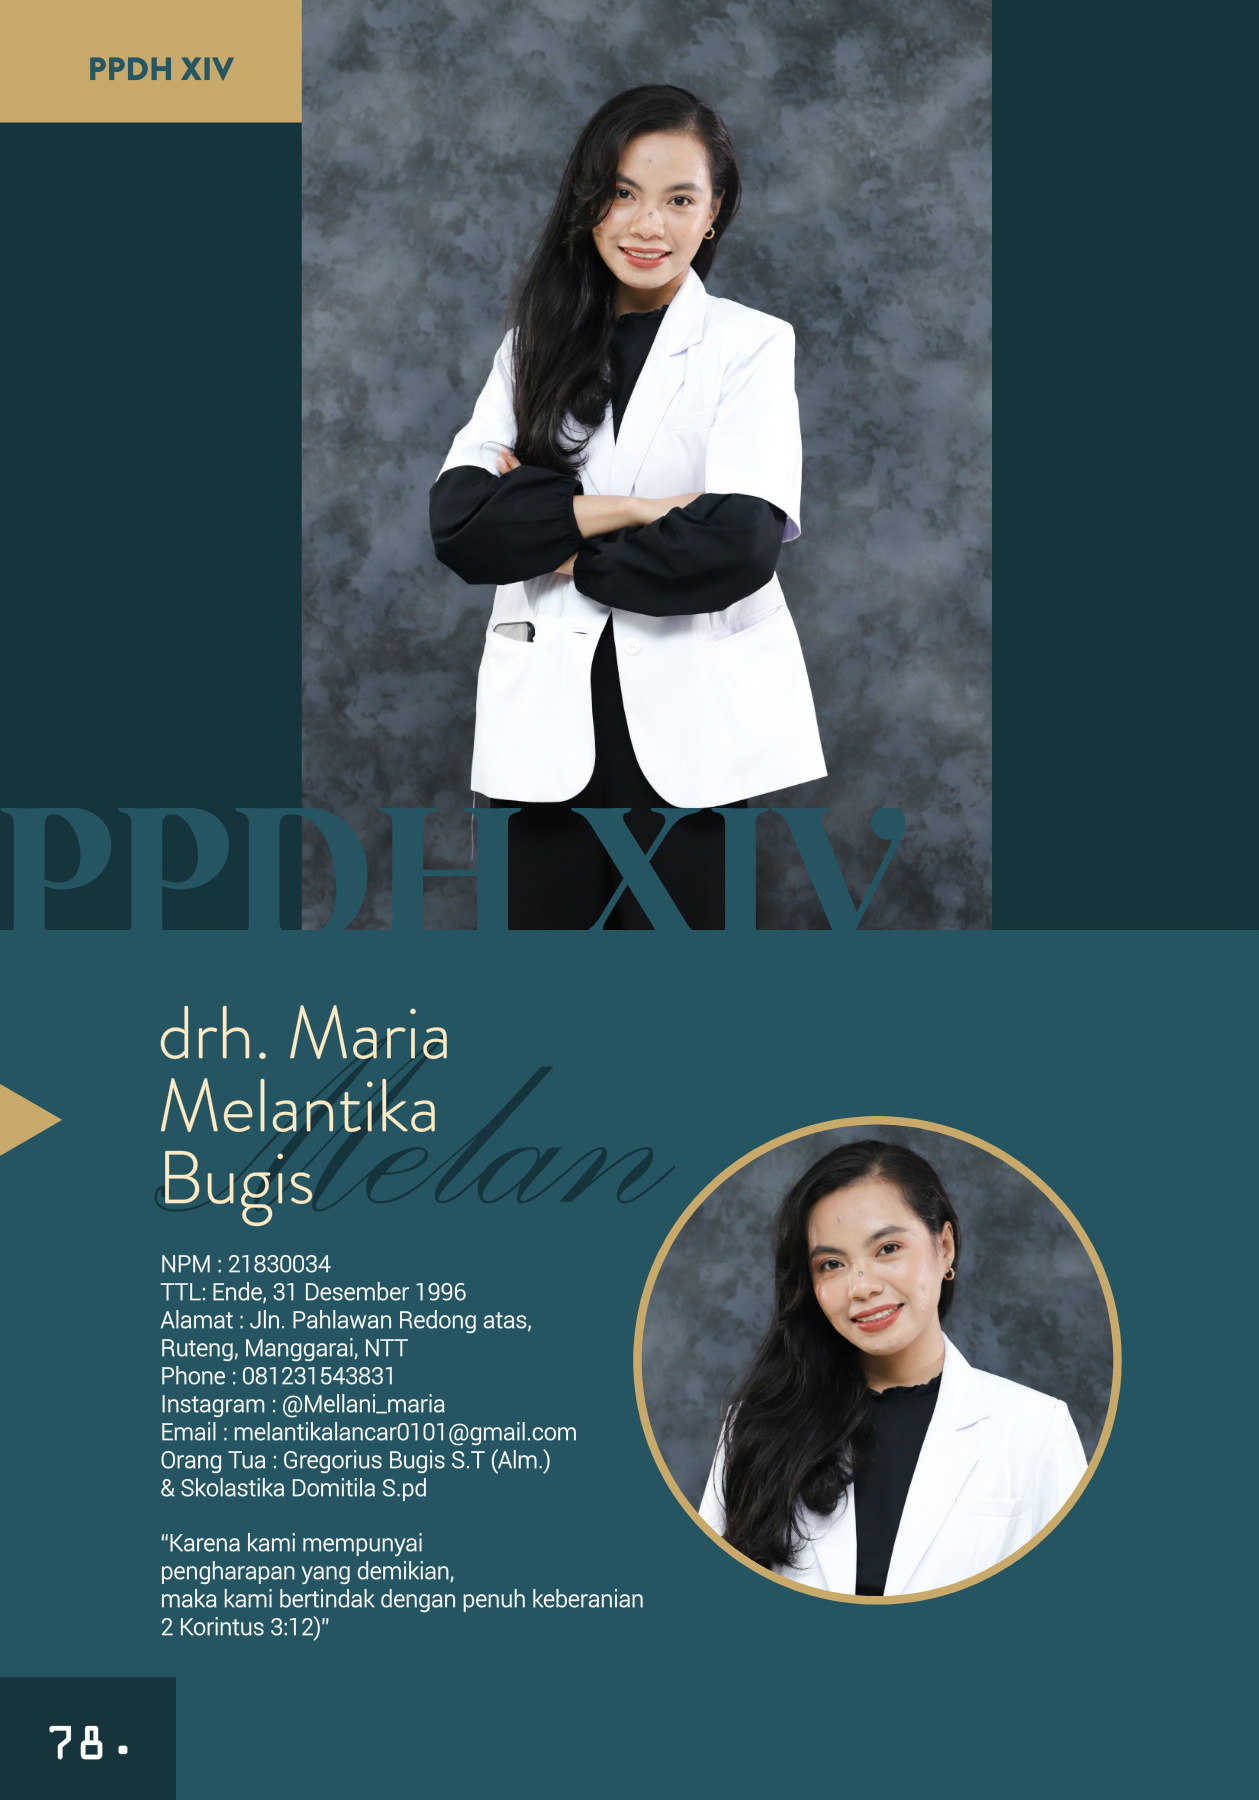 PPDH XIV
PPDH XIV
drh. Maria
Melantika
Bugis
Melan
NPM : 21830034
TTL: Ende, 31 Desember 1996
Alamat : Jln. Pahlawan Redong atas,
Ruteng, Manggarai, NTT
Phone : 081231543831
Instagram : @Mellani_maria
Email : melantikalancar0101@gmail.com
Orang Tua : Gregorius Bugis S.T (Alm.)
& Skolastika Domitila S.pd
“Karena kami mempunyai
pengharapan yang demikian,
maka kami bertindak dengan penuh keberanian
2 Korintus 3:12)”
78.